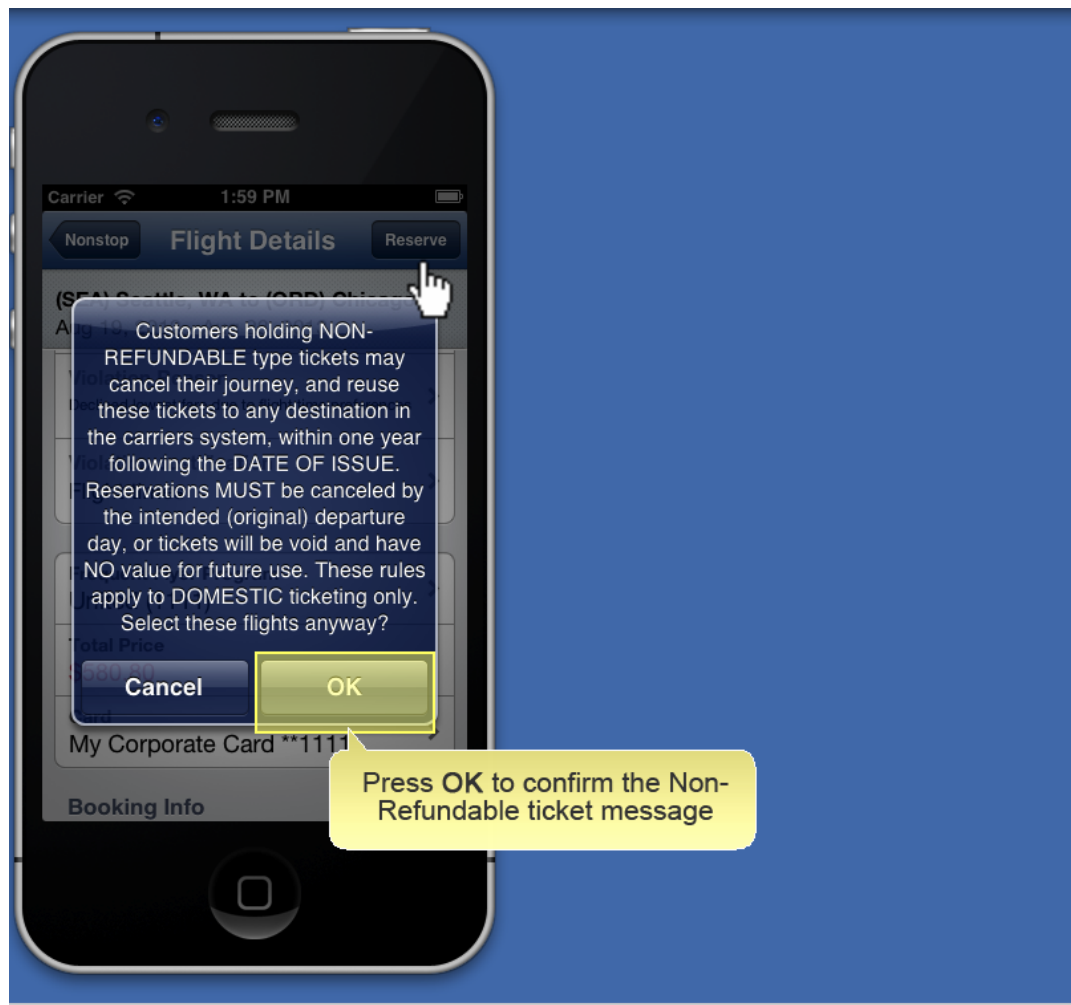 Carrier 1:59 PM
Nonstop Flight Details Reserve
(SEA) Seattle, WA to (ORD) Chicago
Customers holding NON-
REFUNDABLE type tickets may
cancel their journey, and reuse
these tickets to any destination in
the carriers system, within one year
following the DATE OF ISSUE.
Reservations MUST be canceled by
the intended (original) departure
day, or tickets will be void and have
NO value for future use. These rules
apply to DOMESTIC ticketing only.
Select these flights anyway?
Total Price
$580.80
Cancel OK
Card
My Corporate Card **1111
Press OK to confirm the Non-
Refundable ticket message
Booking Info